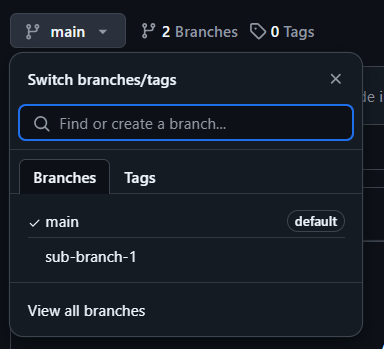 main 2 Branches 0 Tags
Switch branches/tags
Find or create a branch...
Branches Tags
main default
sub-branch-1
View all branches